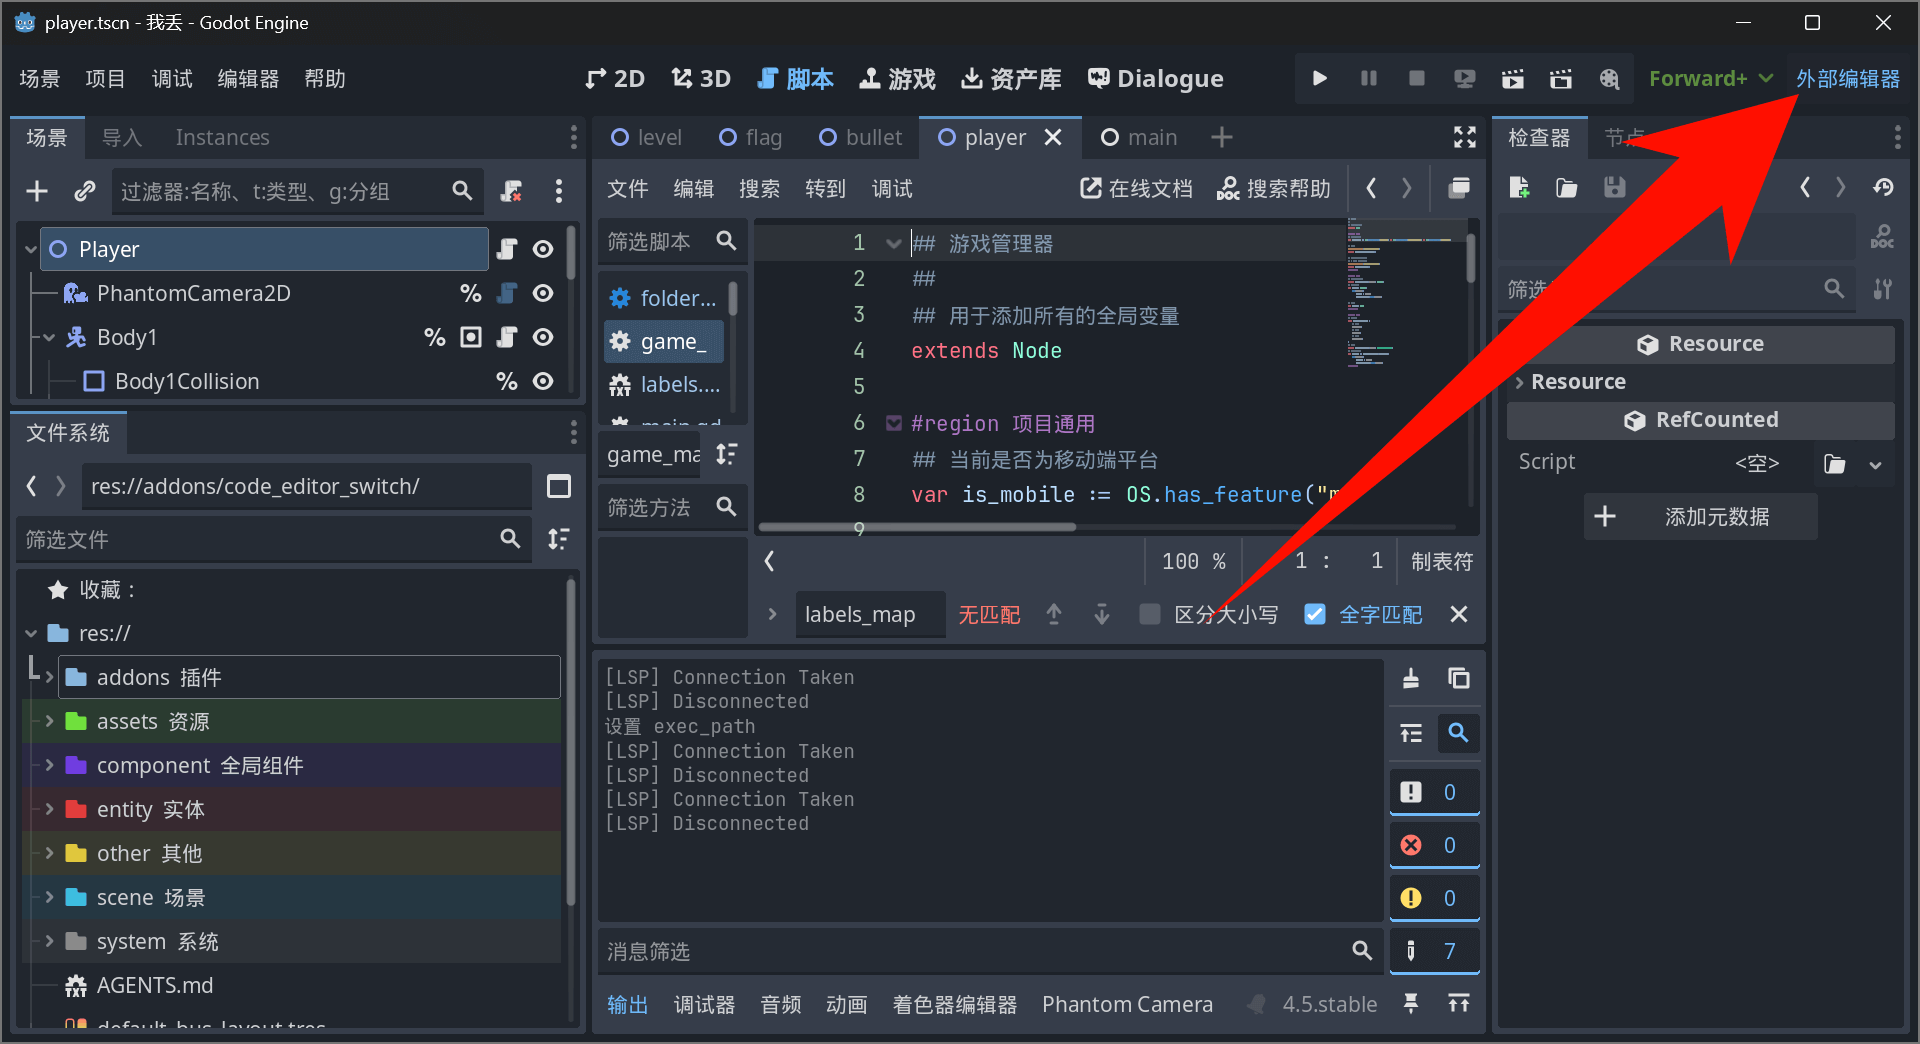 player.tscn - 我丢 - Godot Engine
场景 项目 调试 编辑器 帮助
2D 3D 脚本 游戏 资产库 Dialogue
Forward+ 外部编辑器
场景 导入 Instances
过滤器:名称、t:类型、g:分组
Player
PhantomCamera2D
Body1
Body1Collision
文件系统
res://addons/code_editor_switch/
筛选文件
收藏：
res://
addons 插件
assets 资源
component 全局组件
entity 实体
other 其他
scene 场景
system 系统
AGENTS.md
default_bus_layout.tres
level flag bullet player main
文件 编辑 搜索 转到 调试 在线文档 搜索帮助
筛选脚本
folder...
game_
labels....
main.gd
game_ma
筛选方法
1 ## 游戏管理器
2 ##
3 ## 用于添加所有的全局变量
4 extends Node
5
6 #region 项目通用
7 ## 当前是否为移动端平台
8 var is_mobile := OS.has_feature("m
9
100 % 1 : 1 制表符
labels_map 无匹配 区分大小写 全字匹配
[LSP] Connection Taken
[LSP] Disconnected
设置 exec_path
[LSP] Connection Taken
[LSP] Disconnected
[LSP] Connection Taken
[LSP] Disconnected
0
0
0
7
消息筛选
输出 调试器 音频 动画 着色器编辑器 Phantom Camera 4.5.stable
检查器 节点
筛选
Resource
Resource
RefCounted
Script <空>
添加元数据